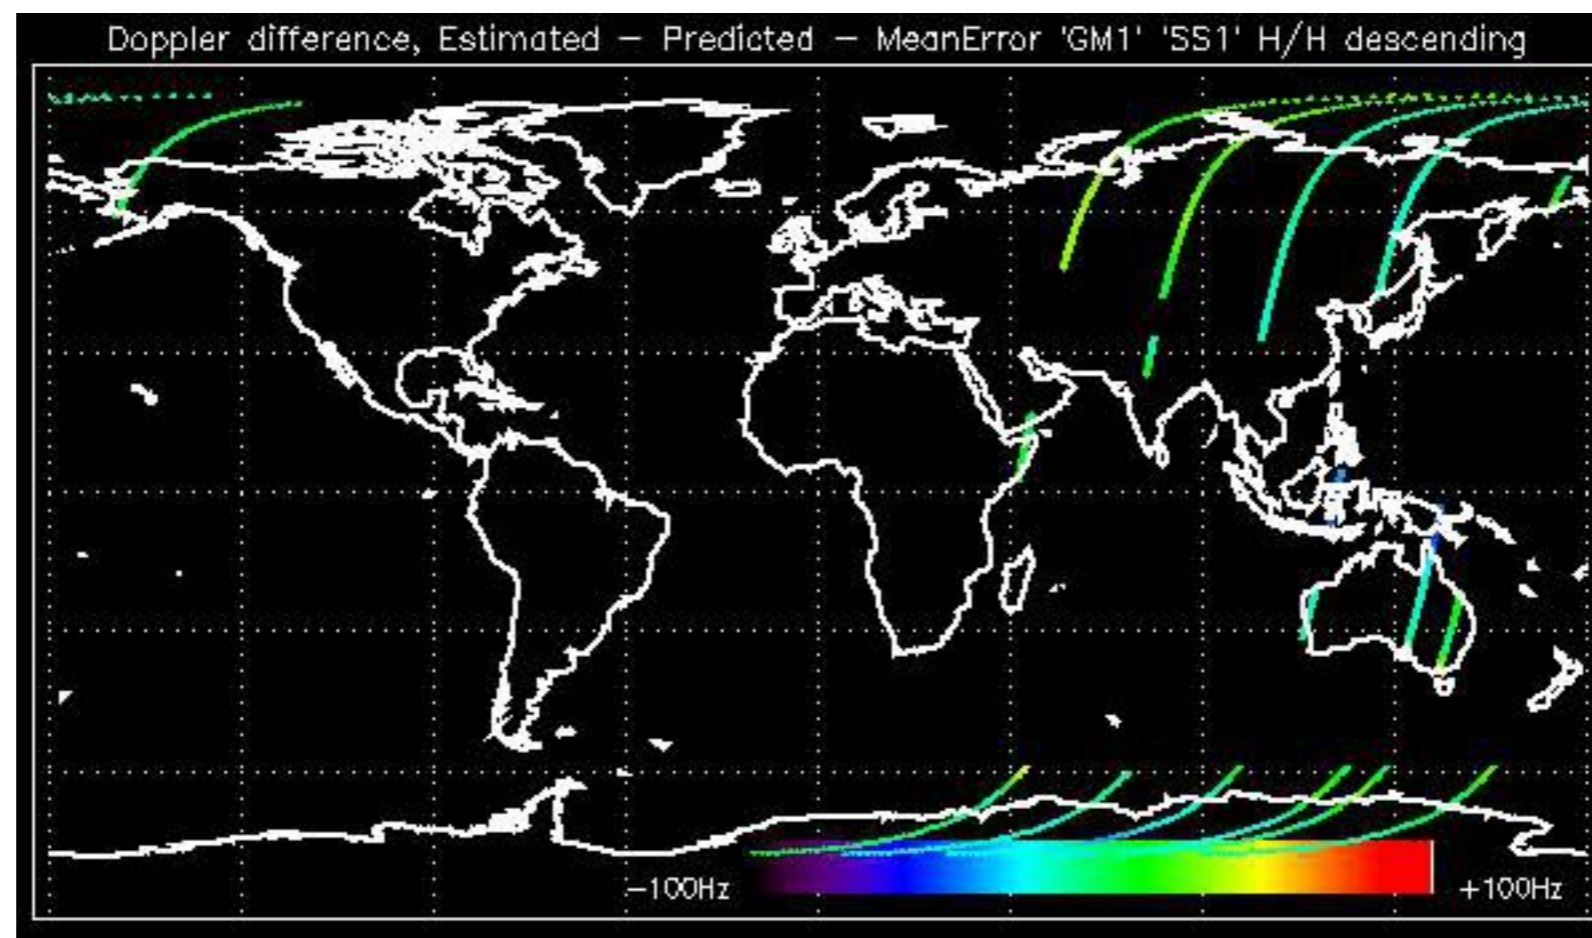 Doppler difference, Estimated − Predicted − MeanError 'GM1' 'SS1' H/H descending
−100Hz
+100Hz